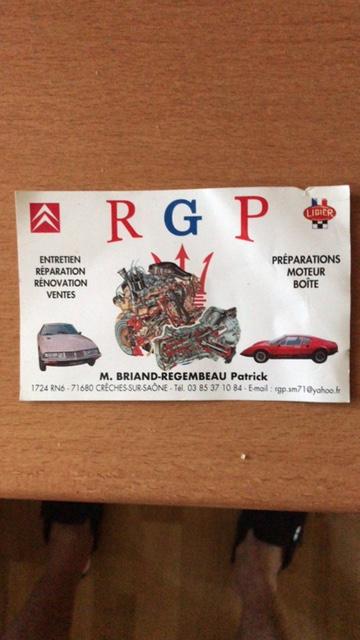 RGP
LIGIER
ENTRETIEN
RÉPARATION
RÉNOVATION
VENTES
PRÉPARATIONS
MOTEUR
BOÎTE
M. BRIAND-REGEMBEAU Patrick
1724 RN6 - 71680 CRÊCHES-SUR-SAÔNE - Tél. 03 85 37 10 84 - E-mail : rgp.sm71@yahoo.fr